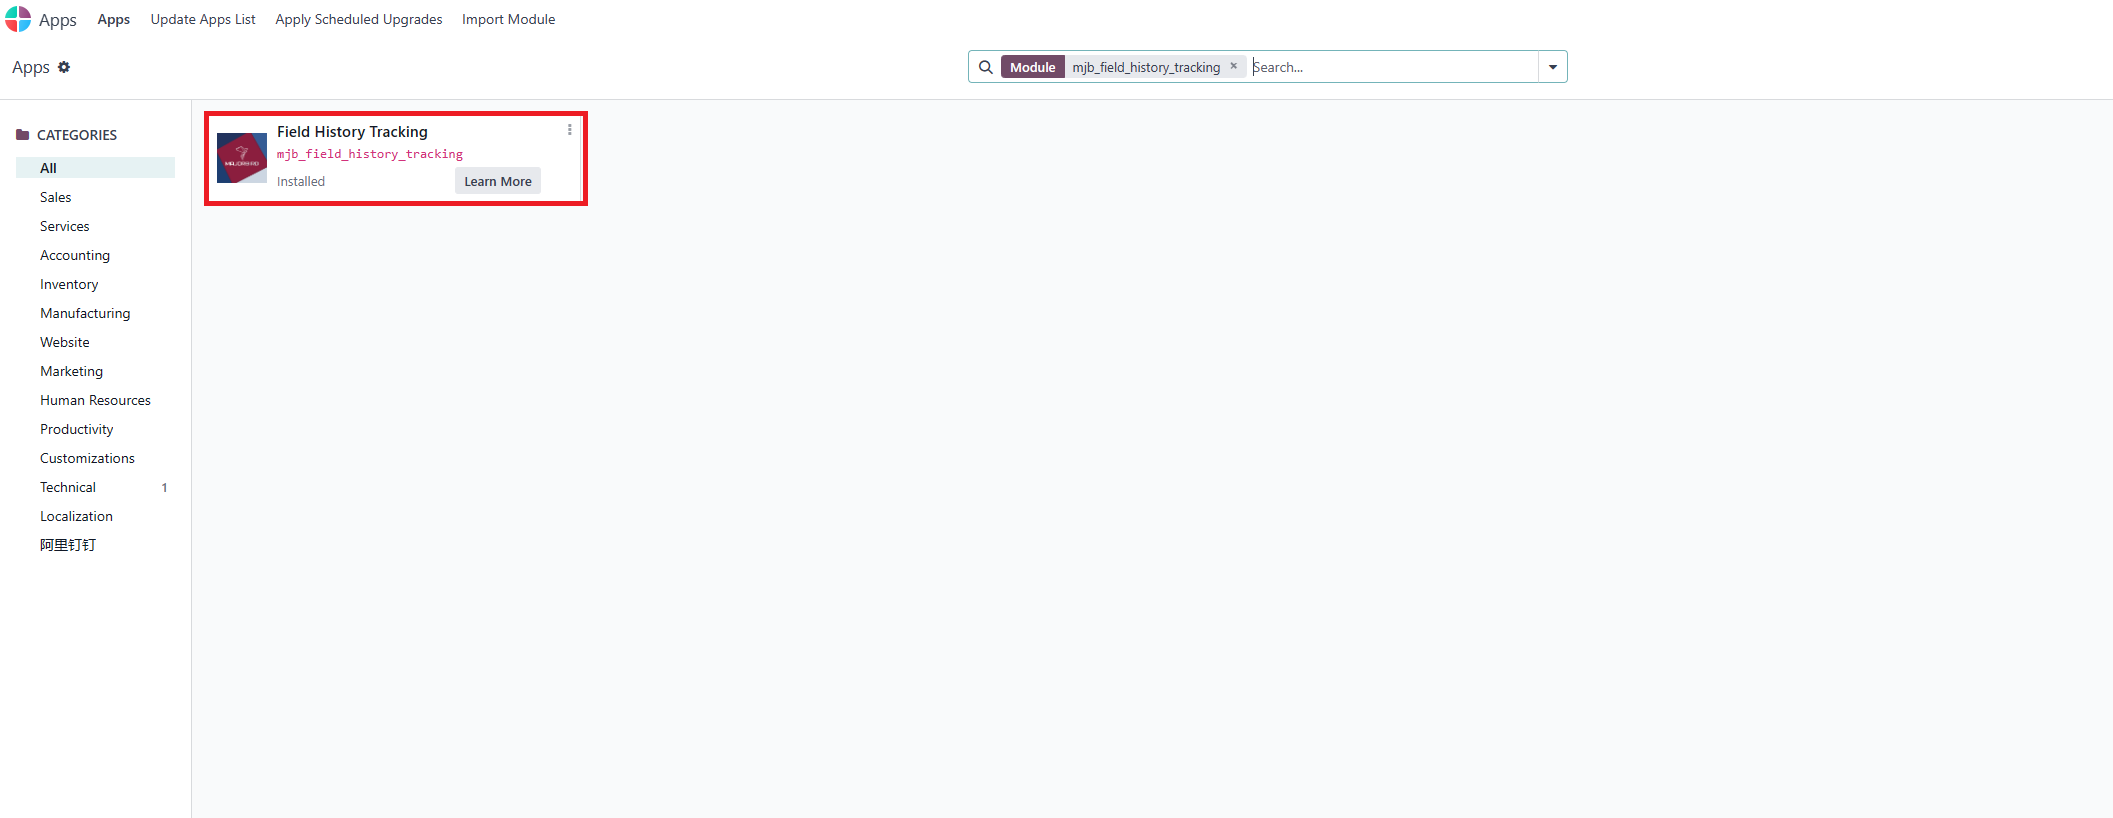 Apps Apps Update Apps List Apply Scheduled Upgrades Import Module
Apps Module mjb_field_history_tracking × Search...
CATEGORIES
All
Sales
Services
Accounting
Inventory
Manufacturing
Website
Marketing
Human Resources
Productivity
Customizations
Technical 1
Localization
阿里钉钉
Field History Tracking
mjb_field_history_tracking
Installed Learn More
MAJORBIRD